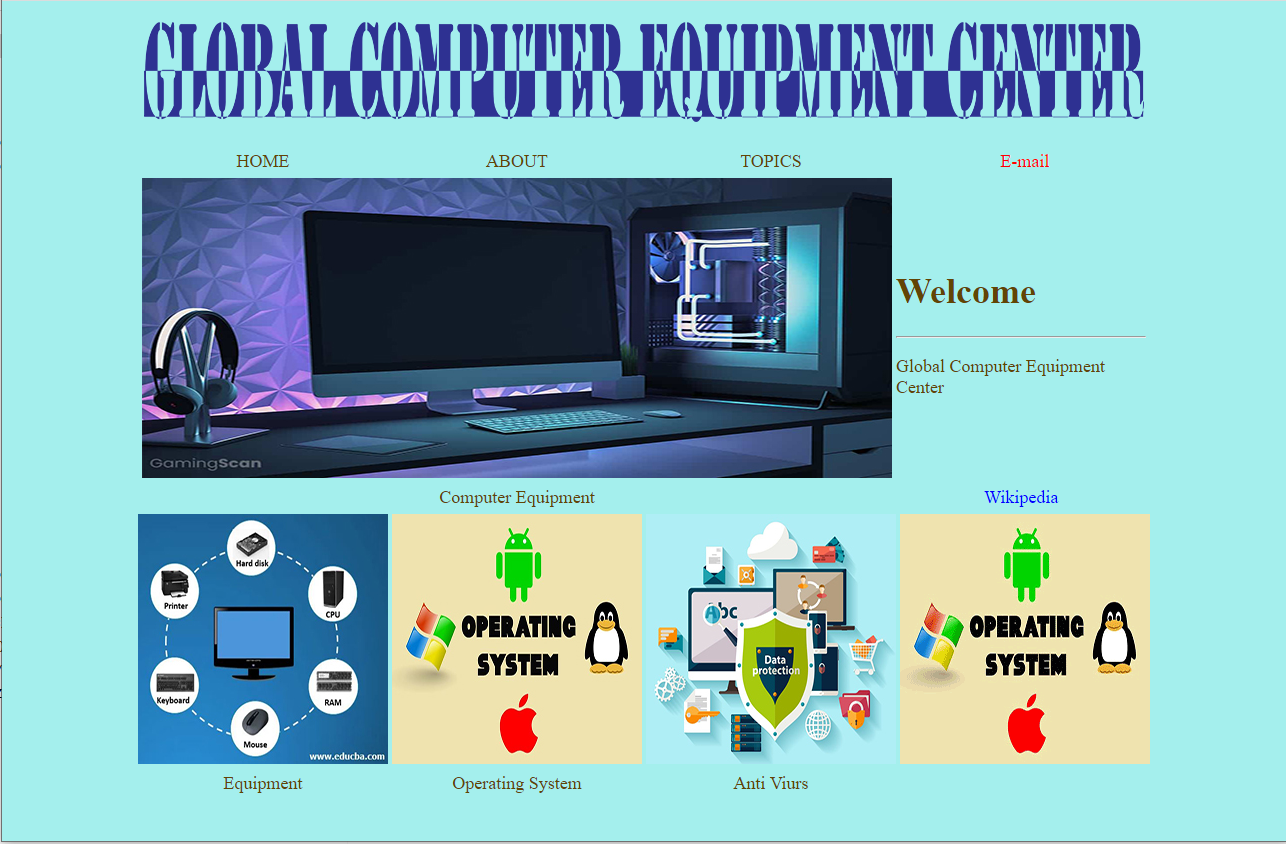 GLOBAL COMPUTER EQUIPMENT CENTER
HOME ABOUT TOPICS E-mail
GamingScan
Welcome
Global Computer Equipment
Center
Computer Equipment Wikipedia
Hard disk
Printer
CPU
Keyboard
RAM
Mouse
www.educba.com
OPERATING
SYSTEM
Abc
Data
protection
OPERATING
SYSTEM
Equipment Operating System Anti Viurs